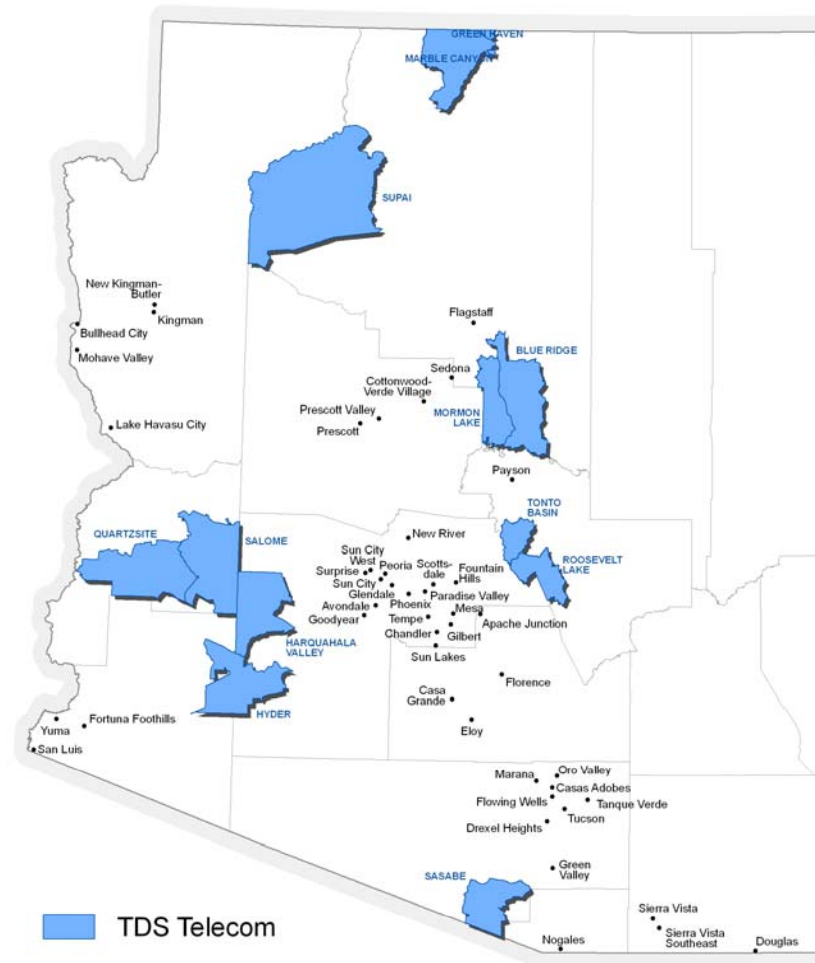 GREEN HAVEN
MARBLE CANYON
SUPAI
New Kingman-
Butler
Kingman
Bullhead City
Mohave Valley
Flagstaff
BLUE RIDGE
Sedona
Cottonwood-
Verde Village
MORMON
LAKE
Prescott Valley
Prescott
Lake Havasu City
Payson
TONTO
BASIN
QUARTZSITE
SALOME
New River
ROOSEVELT
LAKE
Sun City
West
Peoria
Scotts-
dale
Fountain
Hills
Surprise
Sun City
Glendale
Phoenix
Paradise Valley
Avondale
Goodyear
Tempe
Mesa
Apache Junction
Chandler
Gilbert
Sun Lakes
HARQUAHALA
VALLEY
Florence
Casa
Grande
Eloy
HYDER
Yuma
Fortuna Foothills
San Luis
Marana
Oro Valley
Casas Adobes
Flowing Wells
Tanque Verde
Tucson
Drexel Heights
Green
Valley
SASABE
Sierra Vista
Sierra Vista
Southeast
Nogales
Douglas
TDS Telecom